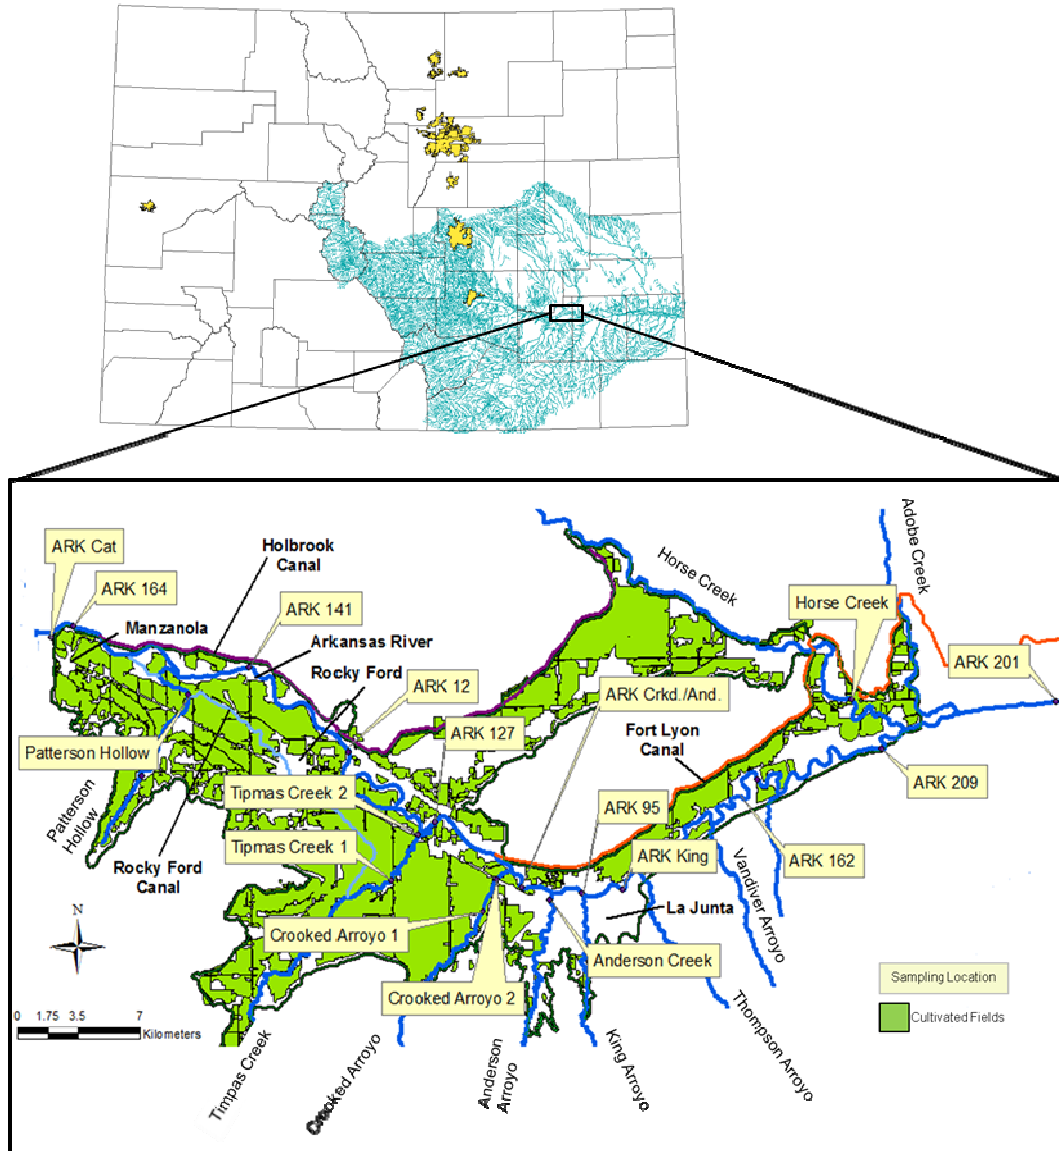 Adobe Creek
ARK Cat
Holbrook
Canal
Horse Creek
ARK 164
ARK 141
Horse Creek
Manzanola
Arkansas River
Rocky Ford
ARK 201
ARK 12
ARK Crkd./And.
ARK 127
Fort Lyon
Canal
Patterson Hollow
Tipmas Creek 2
ARK 209
Patterson
Hollow
ARK 95
Tipmas Creek 1
Rocky Ford
Canal
ARK King
ARK 162
Vandiver Arroyo
N
La Junta
Crooked Arroyo 1
Anderson Creek
Crooked Arroyo 2
Sampling Location
Cultivated Fields
0 1.75 3.5 7
Kilometers
Timpas Creek
Crooked Arroyo
Anderson
Arroyo
King Arroyo
Thompson Arroyo